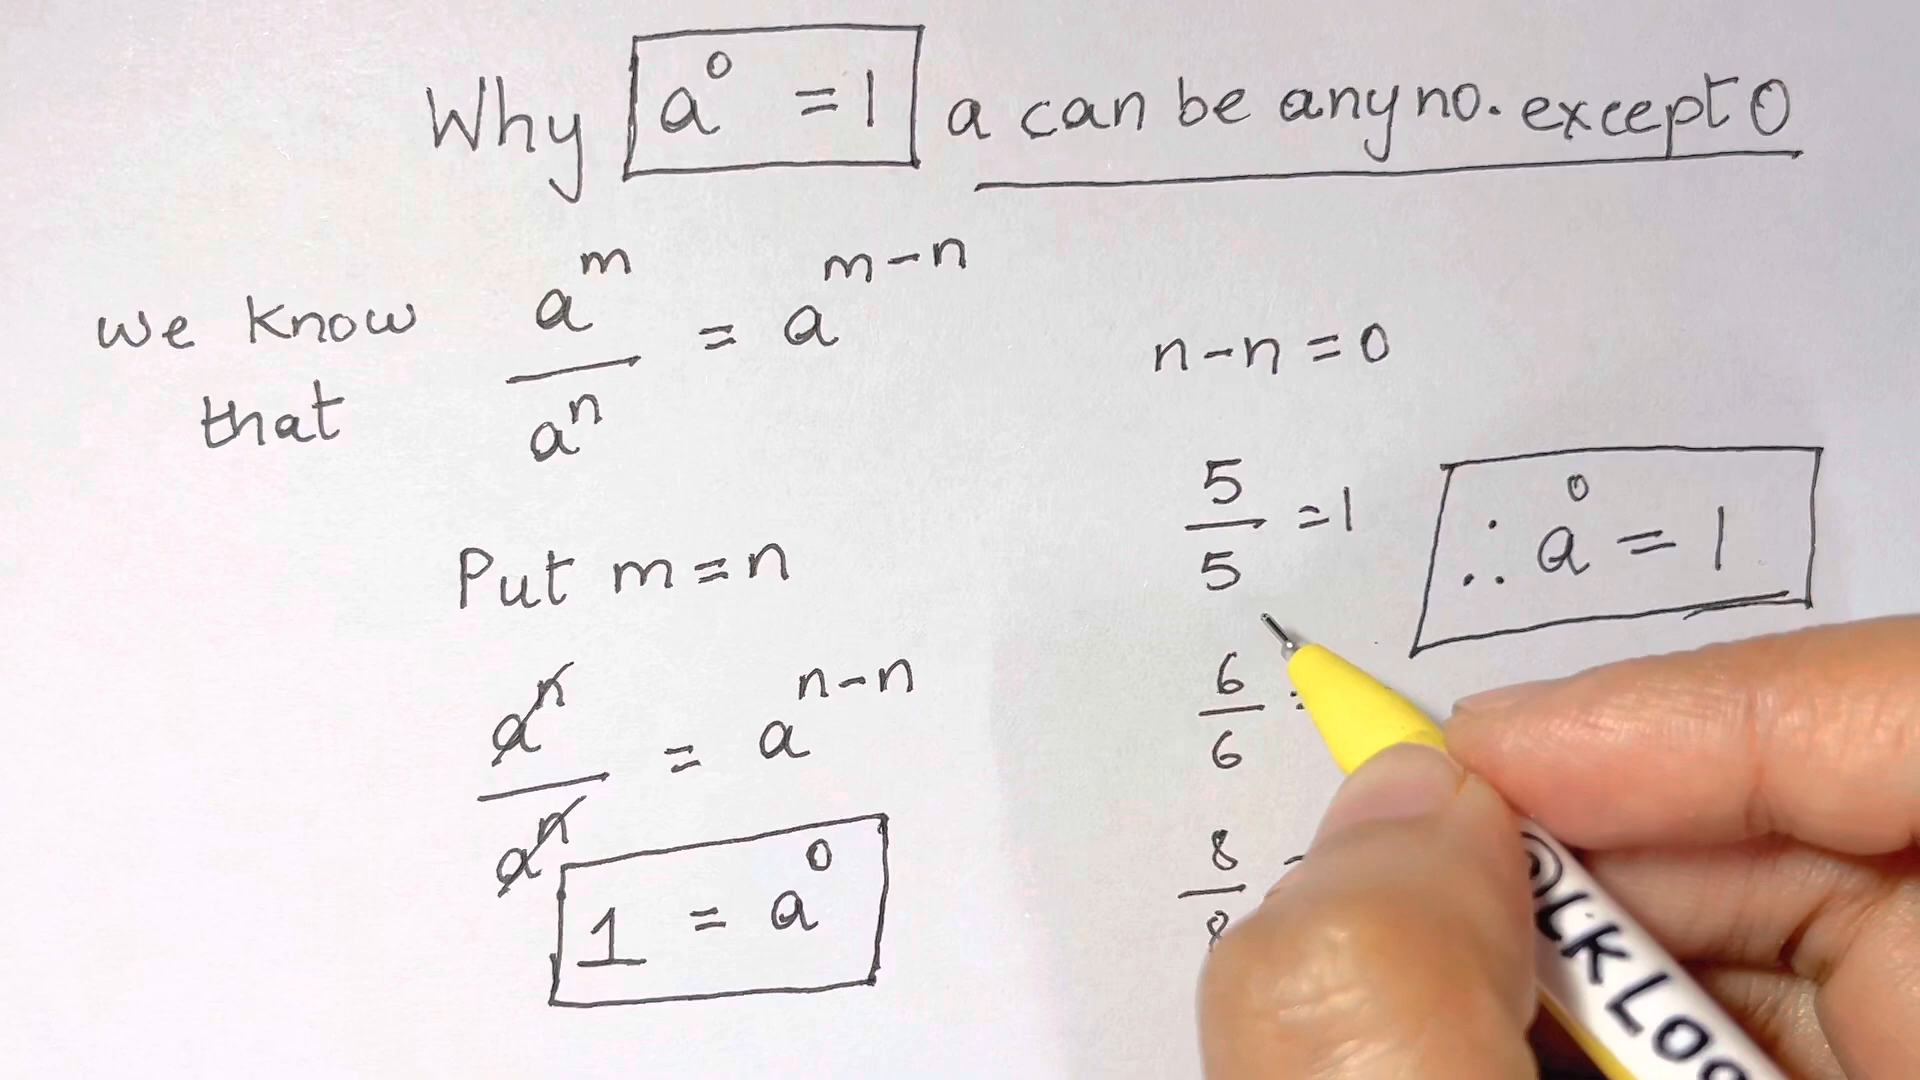 Why a⁰ = 1 a can be any no. except 0
we know that aᵐ/aⁿ = aᵐ⁻ⁿ
Put m = n
aⁿ/aⁿ = aⁿ⁻ⁿ
1 = a⁰
n - n = 0
5/5 = 1
∴ a⁰ = 1
6/6 =
8/8